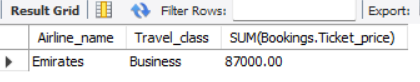 Result Grid Filter Rows: Export:
Airline_name Travel_class SUM(Bookings.Ticket_price)
Emirates Business 87000.00